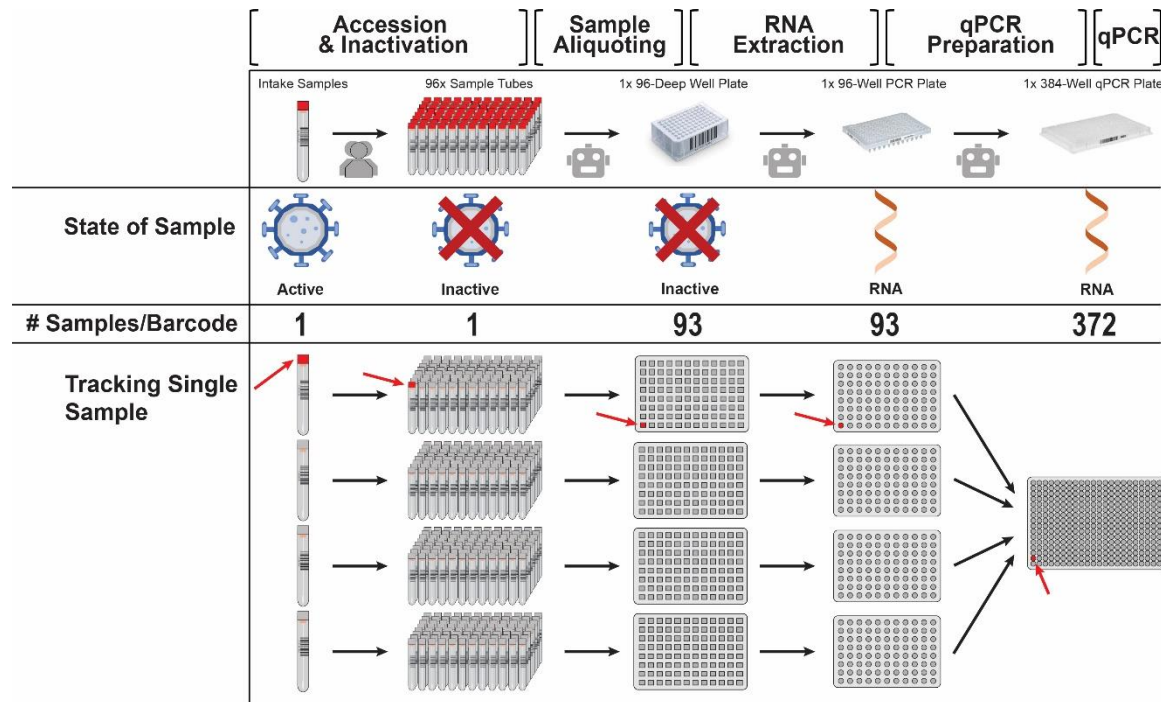 Accession
& Inactivation
Sample
Aliquoting
RNA
Extraction
qPCR
Preparation
qPCR
Intake Samples
96x Sample Tubes
1x 96-Deep Well Plate
1x 96-Well PCR Plate
1x 384-Well qPCR Plate
State of Sample
Active
Inactive
Inactive
RNA
RNA
# Samples/Barcode
1
1
93
93
372
Tracking Single
Sample